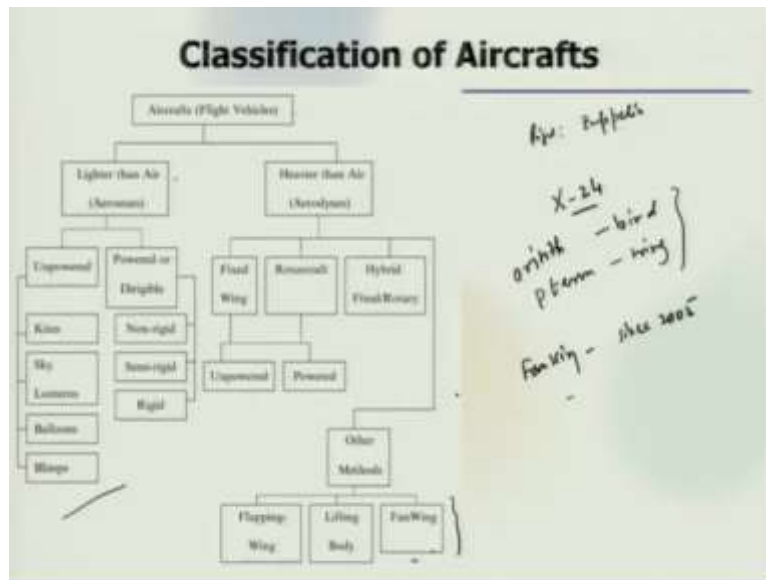 Classification of Aircrafts
Aircrafts (Flight Vehicles)
Lighter than Air
(Aerostats)
Heavier than Air
(Aerodynes)
Unpowered
Powered or
Dirigible
Fixed
Wing
Rotorcraft
Hybrid
Fixed/Rotary
Kites
Sky
Lanterns
Balloons
Blimps
Non-rigid
Semi-rigid
Rigid
Unpowered
Powered
Other
Methods
Flapping-
Wing
Lifting
Body
FanWing
X-24
ornith - bird
pteron - wing
FanWing - since 2005